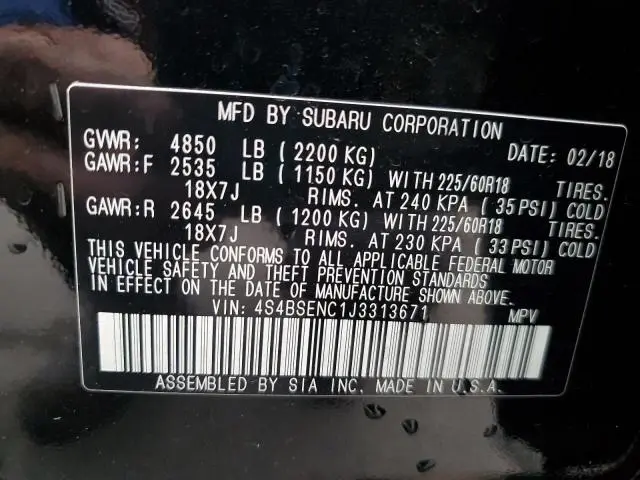 MFD BY SUBARU CORPORATION
GVWR: 4850 LB ( 2200 KG) DATE: 02/18
GAWR:F 2535 LB ( 1150 KG) WITH 225/60R18 TIRES.
18X7J RIMS. AT 240 KPA ( 35 PSI) COLD
GAWR:R 2645 LB ( 1200 KG) WITH 225/60R18 TIRES.
18X7J RIMS. AT 230 KPA ( 33 PSI) COLD
THIS VEHICLE CONFORMS TO ALL APPLICABLE FEDERAL MOTOR
VEHICLE SAFETY AND THEFT PREVENTION STANDARDS
IN EFFECT ON THE DATE OF MANUFACTURE SHOWN ABOVE.
VIN: 4S4BSENC1J3313671 MPV
ASSEMBLED BY SIA INC. MADE IN U.S.A.